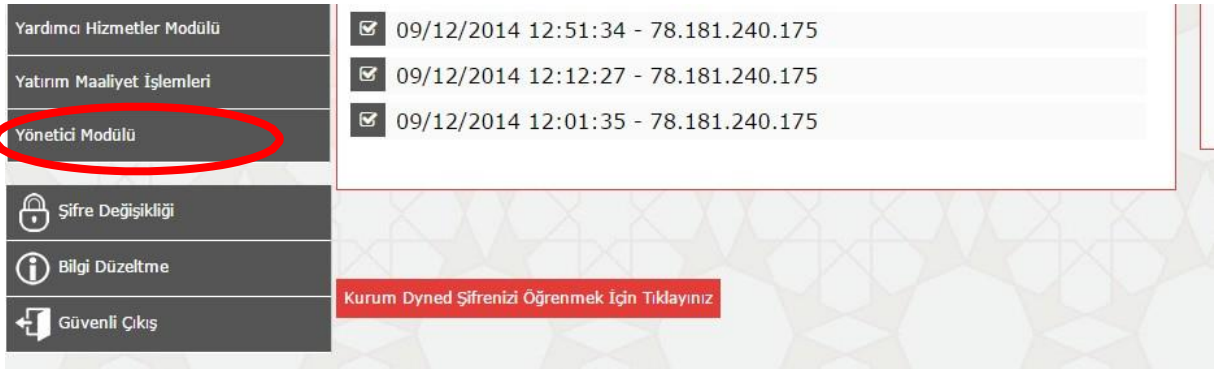 Yardımcı Hizmetler Modülü
Yatırım Maaliyet İşlemleri
Yönetici Modülü
Şifre Değişikliği
Bilgi Düzeltme
Güvenli Çıkış
09/12/2014 12:51:34 - 78.181.240.175
09/12/2014 12:12:27 - 78.181.240.175
09/12/2014 12:01:35 - 78.181.240.175
Kurum Dyned Şifrenizi Öğrenmek İçin Tıklayınız